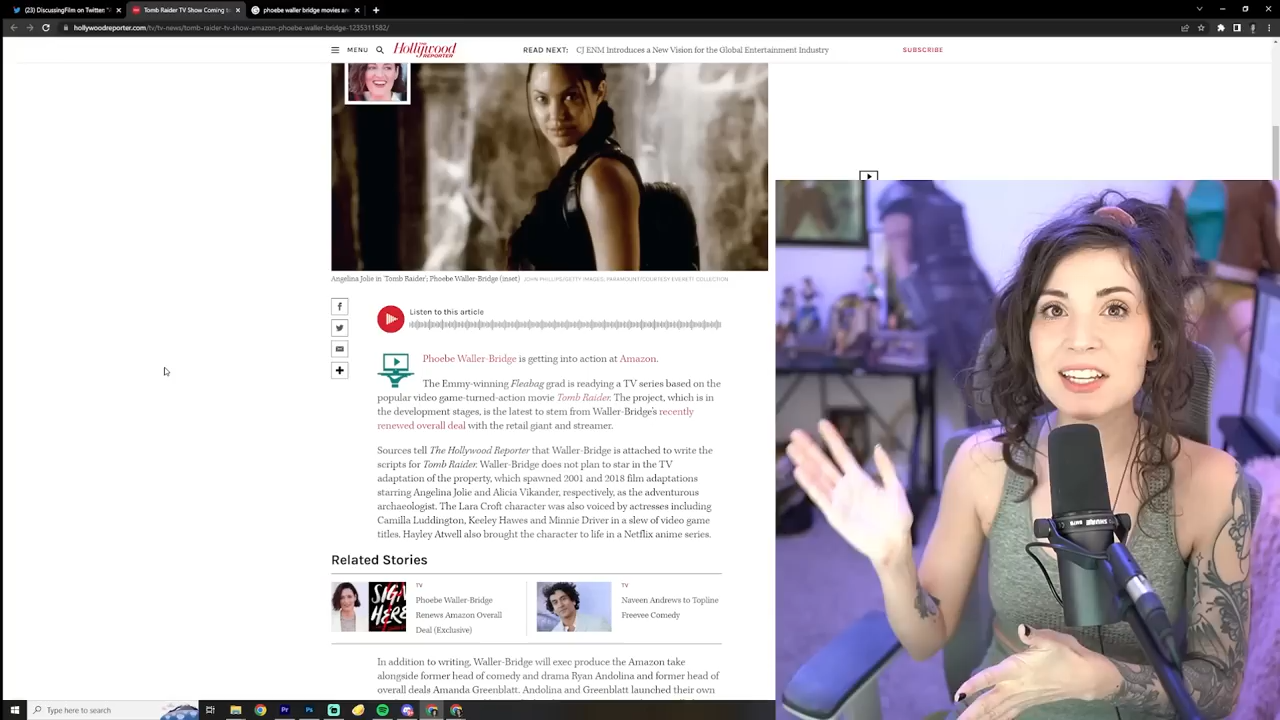 (23) DiscussingFilm on Twitter: "
Tomb Raider TV Show Coming to
phoebe waller bridge movies an
hollywoodreporter.com/tv/tv-news/tomb-raider-tv-show-amazon-phoebe-waller-bridge-1235311582/
MENU
THE
Hollywood
REPORTER
READ NEXT: CJ ENM Introduces a New Vision for the Global Entertainment Industry
SUBSCRIBE
Angelina Jolie in 'Tomb Raider'; Phoebe Waller-Bridge (inset) JOHN PHILLIPS/GETTY IMAGES; PARAMOUNT/COURTESY EVERETT COLLECTION
Listen to this article
Phoebe Waller-Bridge is getting into action at Amazon.
The Emmy-winning Fleabag grad is readying a TV series based on the
popular video game-turned-action movie Tomb Raider. The project, which is in
the development stages, is the latest to stem from Waller-Bridge's recently
renewed overall deal with the retail giant and streamer.
Sources tell The Hollywood Reporter that Waller-Bridge is attached to write the
scripts for Tomb Raider. Waller-Bridge does not plan to star in the TV
adaptation of the property, which spawned 2001 and 2018 film adaptations
starring Angelina Jolie and Alicia Vikander, respectively, as the adventurous
archaeologist. The Lara Croft character was also voiced by actresses including
Camilla Luddington, Keeley Hawes and Minnie Driver in a slew of video game
titles. Hayley Atwell also brought the character to life in a Netflix anime series.
Related Stories
TV
Phoebe Waller-Bridge
Renews Amazon Overall
Deal (Exclusive)
SIGN
HERE
TV
Naveen Andrews to Topline
Freevee Comedy
In addition to writing, Waller-Bridge will exec produce the Amazon take
alongside former head of comedy and drama Ryan Andolina and former head of
overall deals Amanda Greenblatt. Andolina and Greenblatt launched their own
Type here to search
SHURE